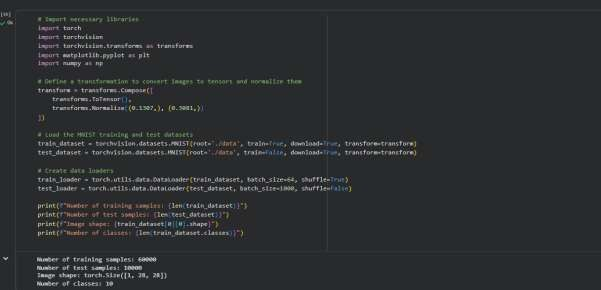 [15]
0s
# Import necessary libraries
import torch
import torchvision
import torchvision.transforms as transforms
import matplotlib.pyplot as plt
import numpy as np

# Define a transformation to convert images to tensors and normalize them
transform = transforms.Compose([
    transforms.ToTensor(),
    transforms.Normalize((0.1307,), (0.3081,))
])

# Load the MNIST training and test datasets
train_dataset = torchvision.datasets.MNIST(root='./data', train=True, download=True, transform=transform)
test_dataset = torchvision.datasets.MNIST(root='./data', train=False, download=True, transform=transform)

# Create data loaders
train_loader = torch.utils.data.DataLoader(train_dataset, batch_size=64, shuffle=True)
test_loader = torch.utils.data.DataLoader(test_dataset, batch_size=1000, shuffle=False)

print(f"Number of training samples: {len(train_dataset)}")
print(f"Number of test samples: {len(test_dataset)}")
print(f"Image shape: {train_dataset[0][0].shape}")
print(f"Number of classes: {len(train_dataset.classes)}")

Number of training samples: 60000
Number of test samples: 10000
Image shape: torch.Size([1, 28, 28])
Number of classes: 10